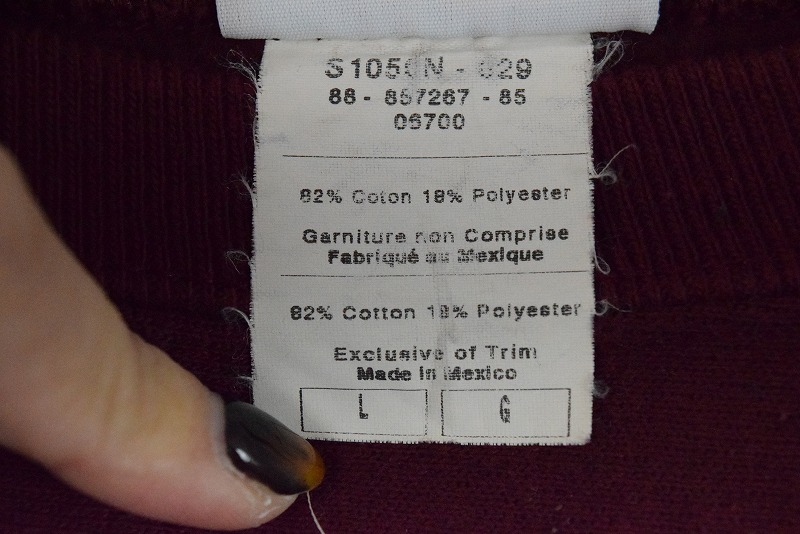 88 - 857267 - 85
06700
82% Coton 18% Polyester
Garniture non Comprise
Fabriqué au Mexique
82% Cotton 18% Polyester
Exclusive of Trim
Made in Mexico
L G